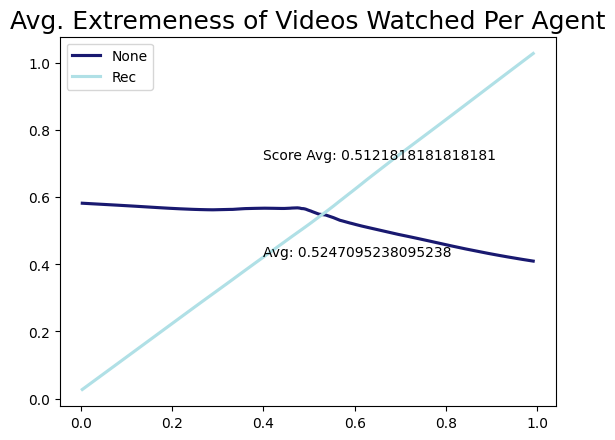 Avg. Extremeness of Videos Watched Per Agent
None
Rec
1.0
0.8
0.6
0.4
0.2
0.0
Score Avg: 0.5121818181818181
Avg: 0.5247095238095238
0.0 0.2 0.4 0.6 0.8 1.0